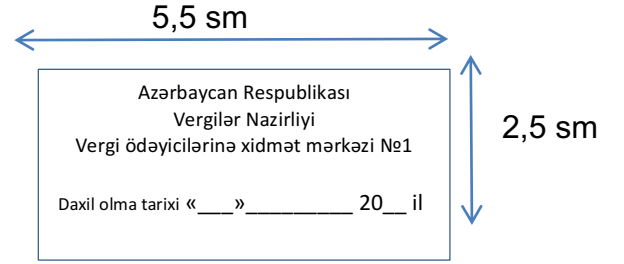 5,5 sm
Azərbaycan Respublikası
Vergilər Nazirliyi
Vergi ödəyicilərinə xidmət mərkəzi №1
2,5 sm
Daxil olma tarixi «___»__________ 20__ il